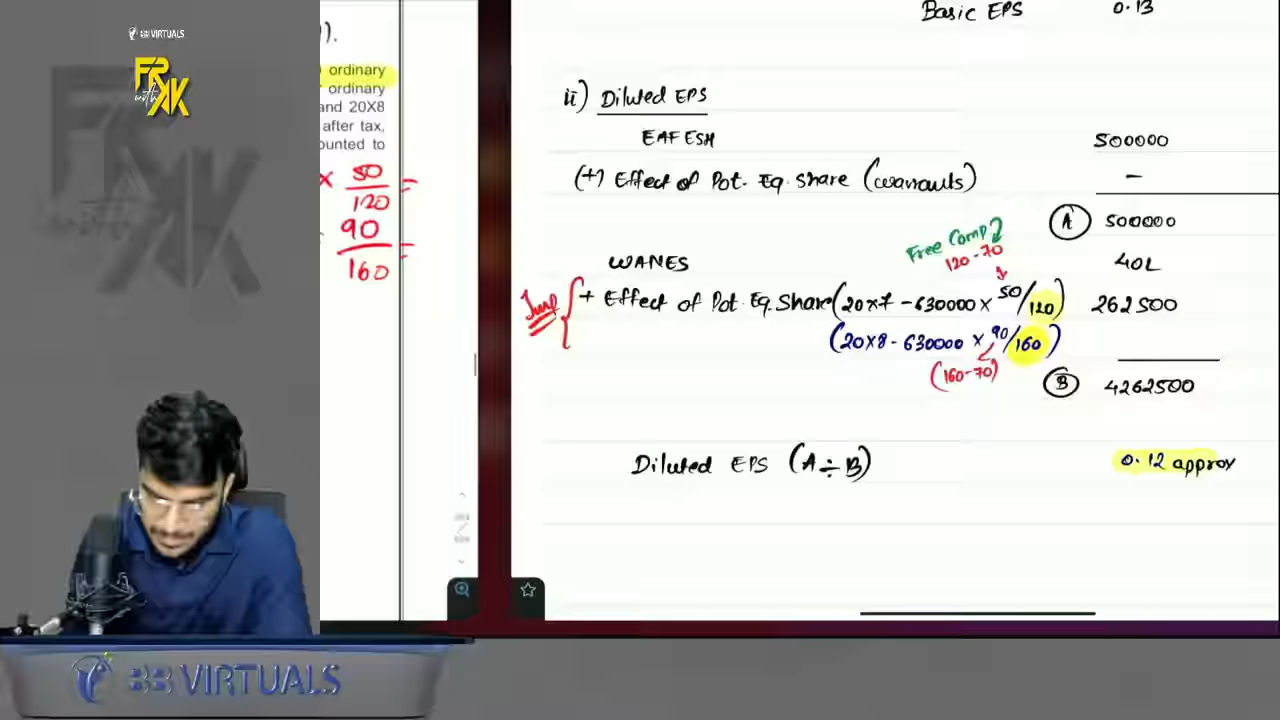 BB VIRTUALS
FR
with
KK
).
ordinary
ordinary
and 20X8
after tax,
ounted to
× 50/120 =
90/160 =
Basic EPS 0.13
ii) Diluted EPS
EAFESH 500000
(+) Effect of Pot. Eq. Share (warrants) -
A 500000
Free Comp?
120-70
WANES 40L
Imp + Effect of Pot. Eq. Share (20X7 - 630000 × 50/120) 262500
(20X8 - 630000 × 90/160)
(160-70)
B 4262500
Diluted EPS (A ÷ B) 0.12 approx
BB VIRTUALS